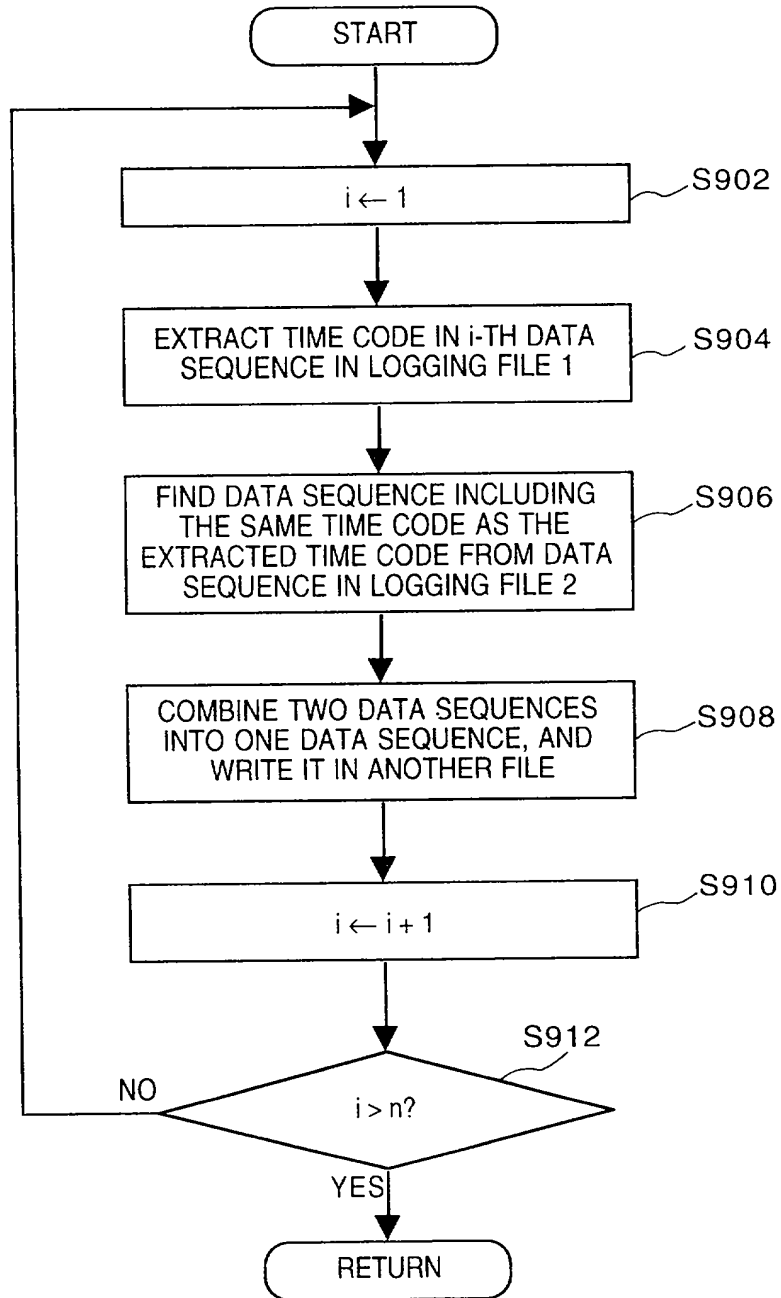 START
i ← 1
S902
EXTRACT TIME CODE IN i-TH DATA
SEQUENCE IN LOGGING FILE 1
S904
FIND DATA SEQUENCE INCLUDING
THE SAME TIME CODE AS THE
EXTRACTED TIME CODE FROM DATA
SEQUENCE IN LOGGING FILE 2
S906
COMBINE TWO DATA SEQUENCES
INTO ONE DATA SEQUENCE, AND
WRITE IT IN ANOTHER FILE
S908
i ← i + 1
S910
S912
NO
i > n?
YES
RETURN